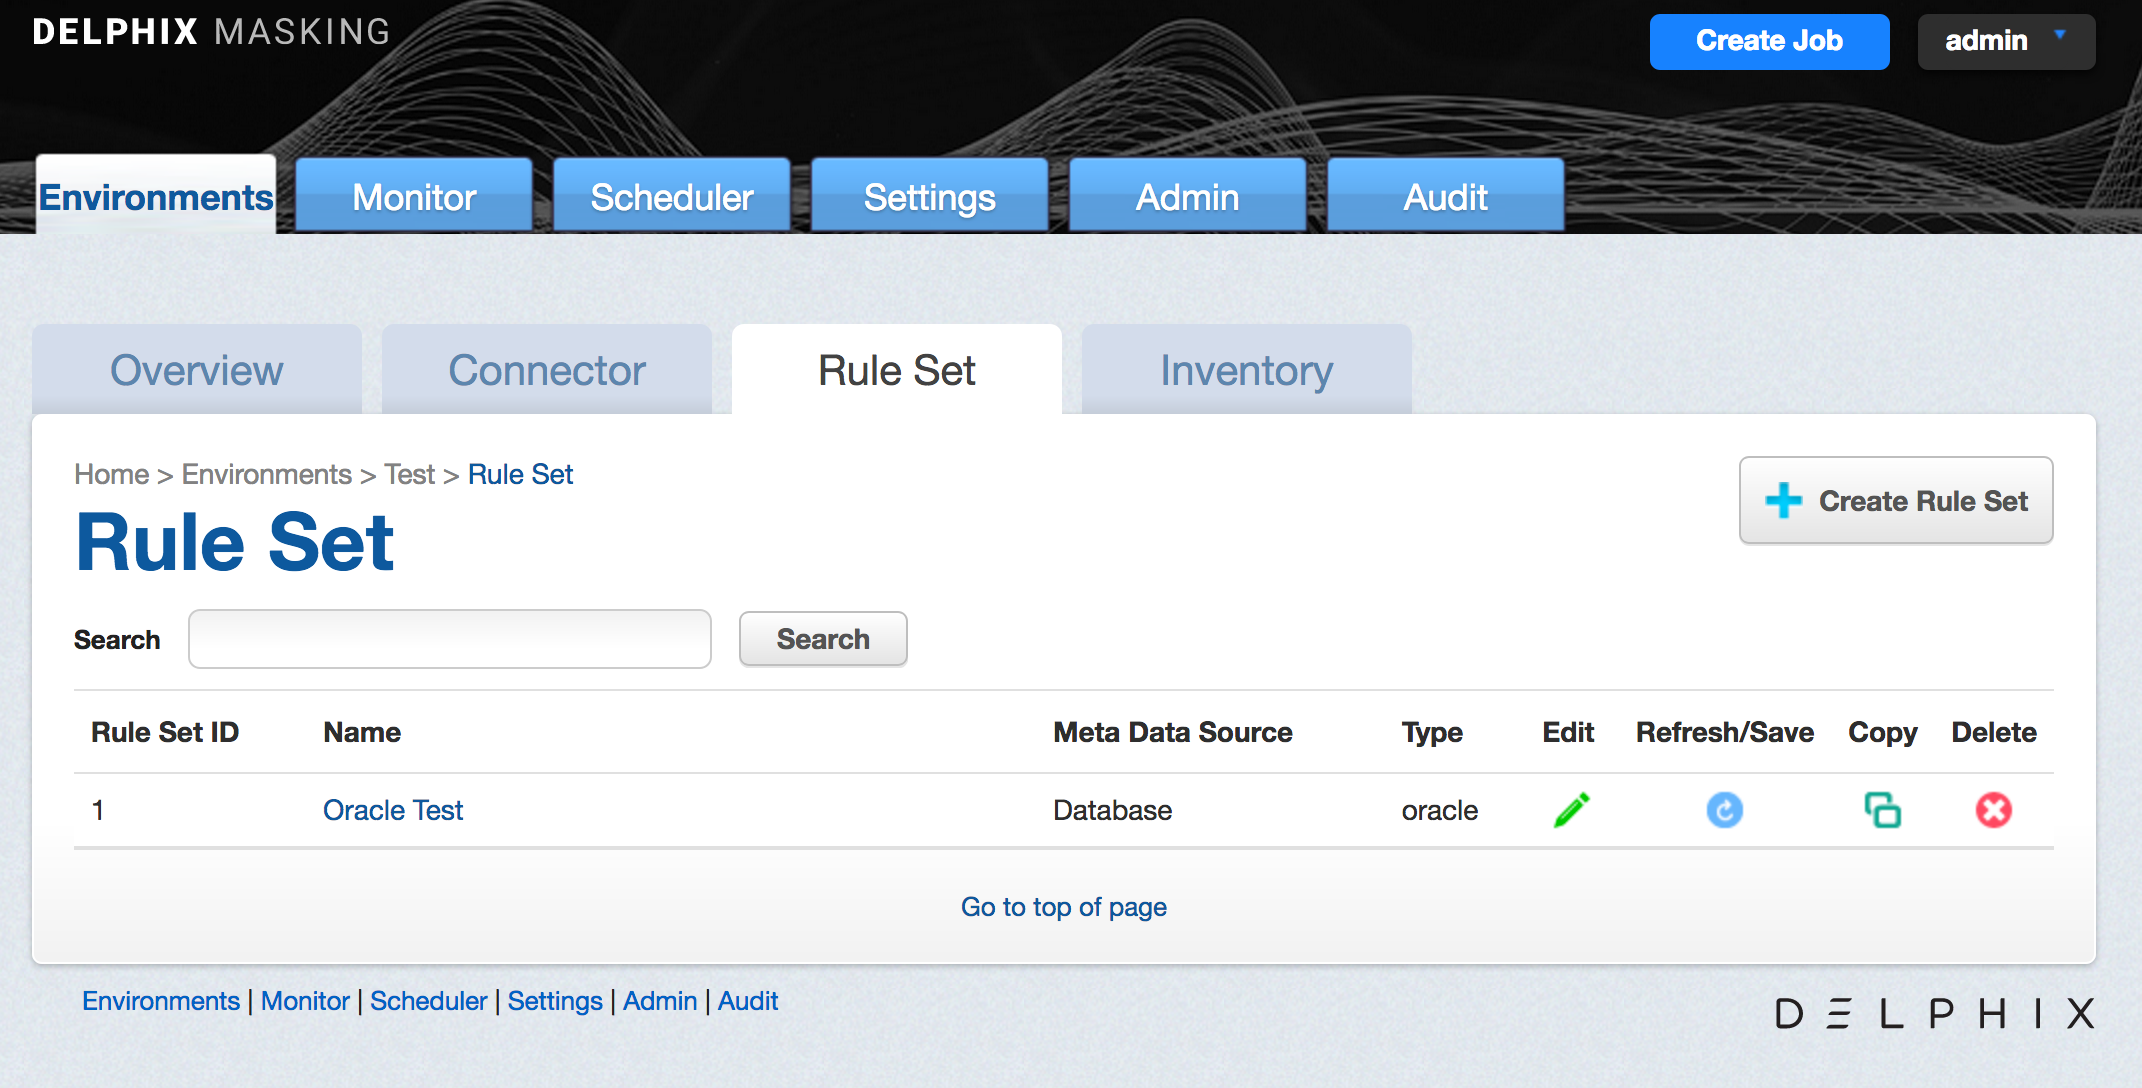 DELPHIX MASKING
Create Job
admin
Environments Monitor Scheduler Settings Admin Audit
Overview Connector Rule Set Inventory
Home > Environments > Test > Rule Set
Create Rule Set
Rule Set
Search Search
Rule Set ID Name Meta Data Source Type Edit Refresh/Save Copy Delete
1 Oracle Test Database oracle
Go to top of page
Environments | Monitor | Scheduler | Settings | Admin | Audit
DELPHIX